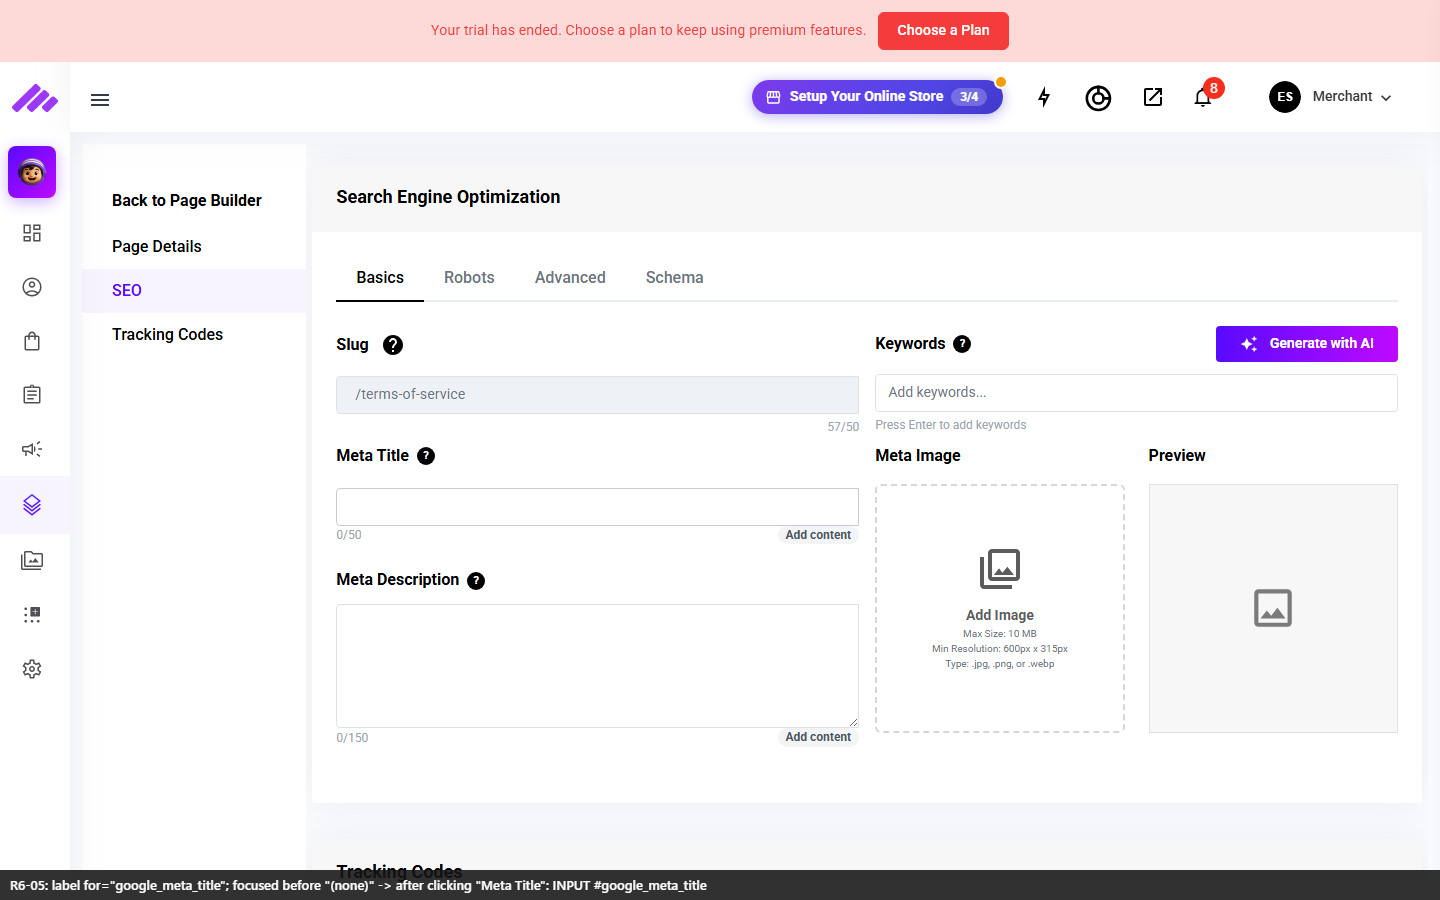 Your trial has ended. Choose a plan to keep using premium features.
Choose a Plan
Setup Your Online Store 3/4
8
ES
Merchant
Back to Page Builder
Page Details
SEO
Tracking Codes
Search Engine Optimization
Basics
Robots
Advanced
Schema
Slug ?
/terms-of-service
57/50
Keywords ?
Generate with AI
Add keywords...
Press Enter to add keywords
Meta Title ?
0/50
Add content
Meta Description ?
0/150
Add content
Meta Image
Add Image
Max Size: 10 MB
Min Resolution: 600px x 315px
Type: .jpg, .png, or .webp
Preview
Tracking Codes
R6-05: label for="google_meta_title"; focused before "(none)" -> after clicking "Meta Title": INPUT #google_meta_title